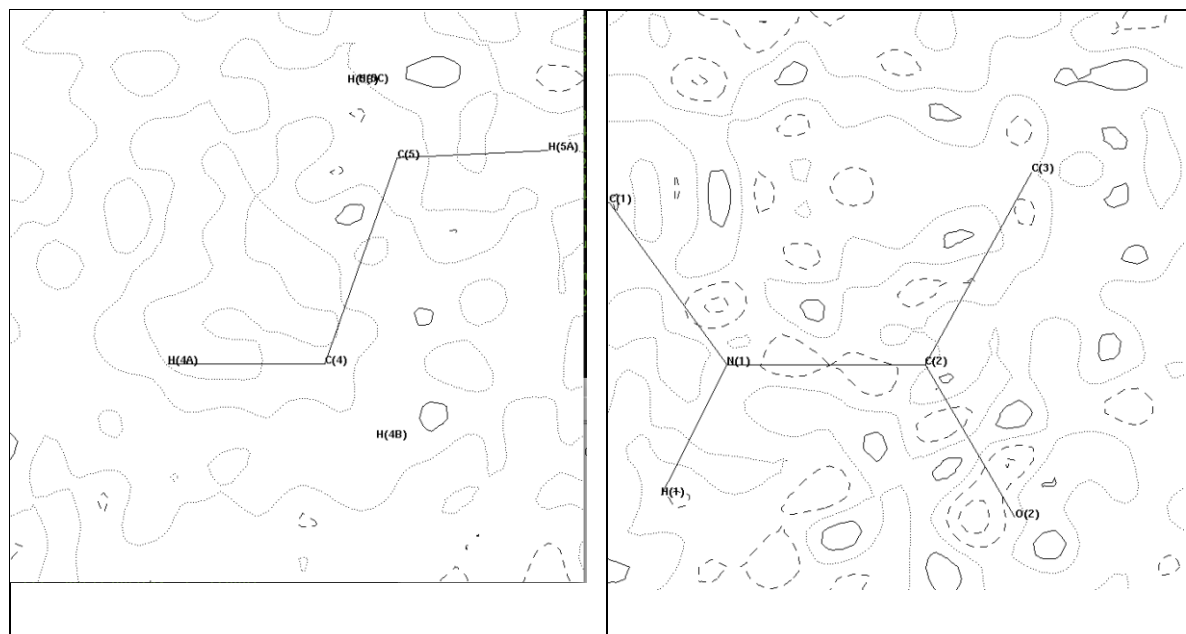 C(5)
H(5A)
H(4A)
C(4)
H(4B)
C(3)
C(1)
N(1)
C(2)
H(1)
O(2)